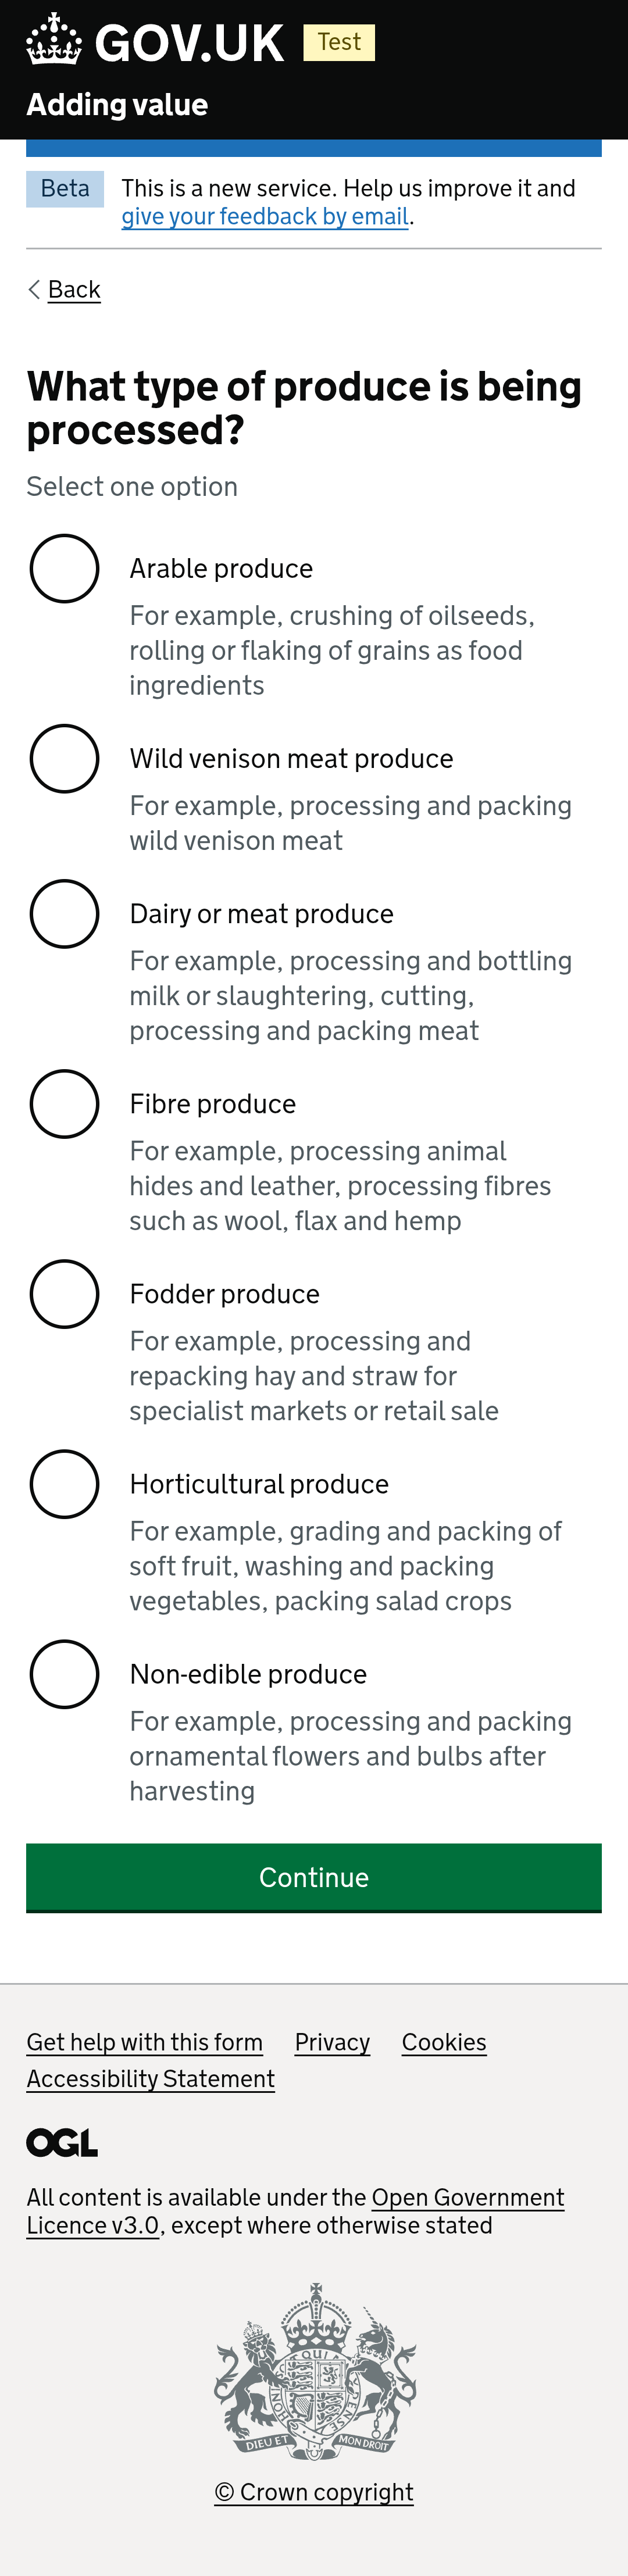 GOV.UK Test
Adding value
Beta
This is a new service. Help us improve it and
give your feedback by email.
Back
What type of produce is being
processed?
Select one option
Arable produce
For example, crushing of oilseeds,
rolling or flaking of grains as food
ingredients
Wild venison meat produce
For example, processing and packing
wild venison meat
Dairy or meat produce
For example, processing and bottling
milk or slaughtering, cutting,
processing and packing meat
Fibre produce
For example, processing animal
hides and leather, processing fibres
such as wool, flax and hemp
Fodder produce
For example, processing and
repacking hay and straw for
specialist markets or retail sale
Horticultural produce
For example, grading and packing of
soft fruit, washing and packing
vegetables, packing salad crops
Non-edible produce
For example, processing and packing
ornamental flowers and bulbs after
harvesting
Continue
Get help with this form Privacy Cookies
Accessibility Statement
OGL
All content is available under the Open Government
Licence v3.0, except where otherwise stated
DIEU ET MON DROIT
© Crown copyright